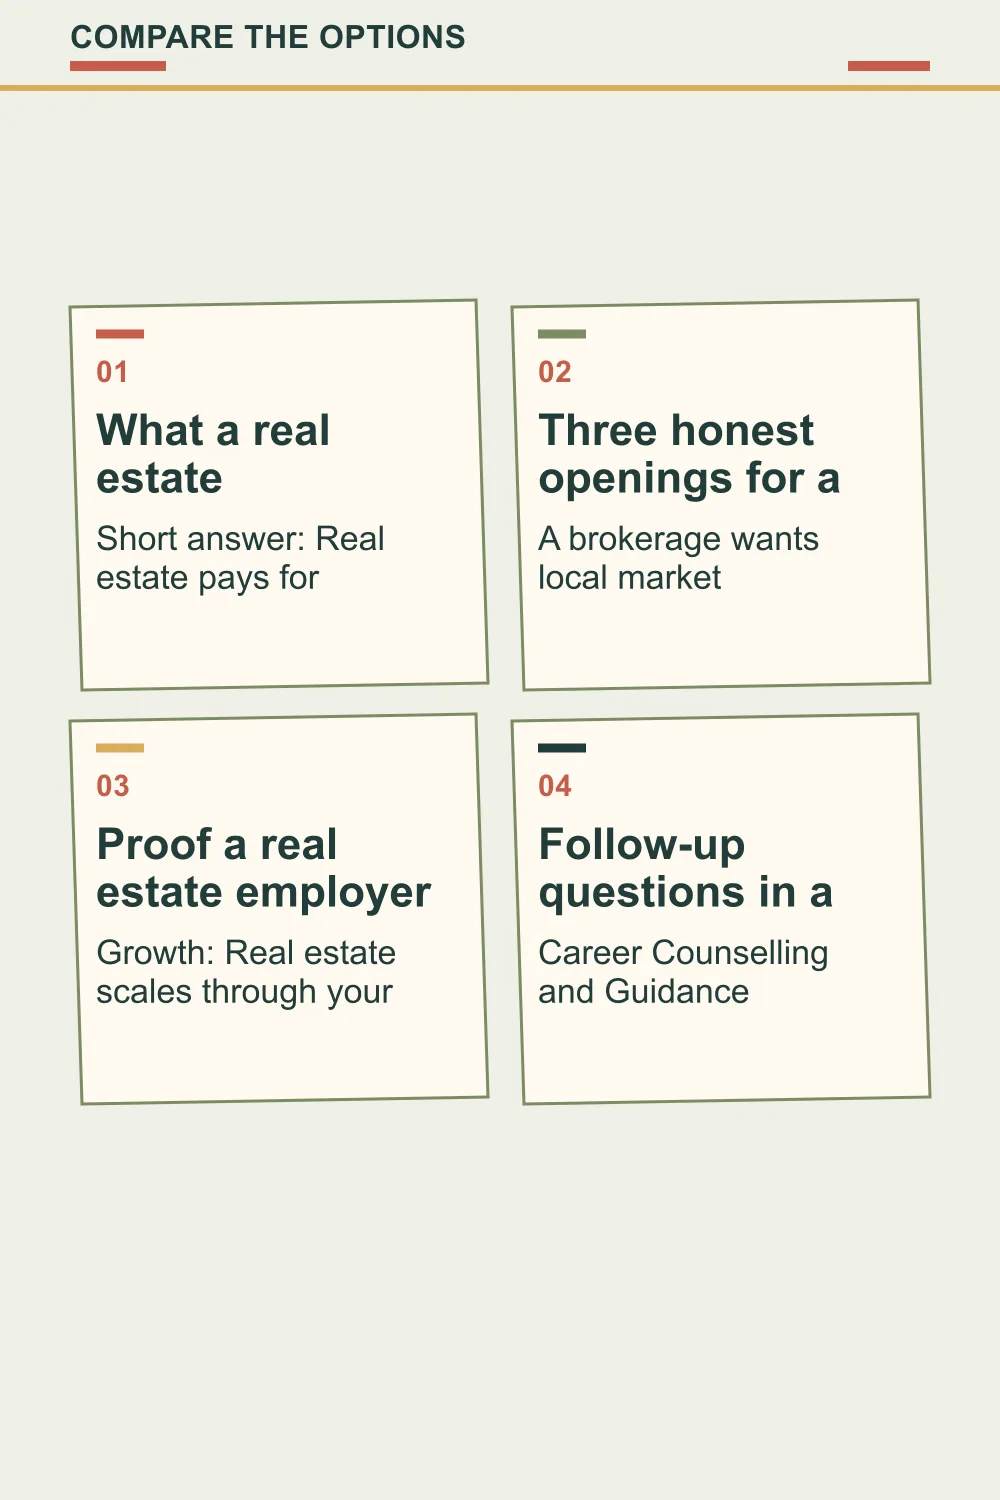 COMPARE THE OPTIONS
01
What a real
estate
Short answer: Real
estate pays for
02
Three honest
openings for a
A brokerage wants
local market
03
Proof a real
estate employer
Growth: Real estate
scales through your
04
Follow-up
questions in a
Career Counselling
and Guidance